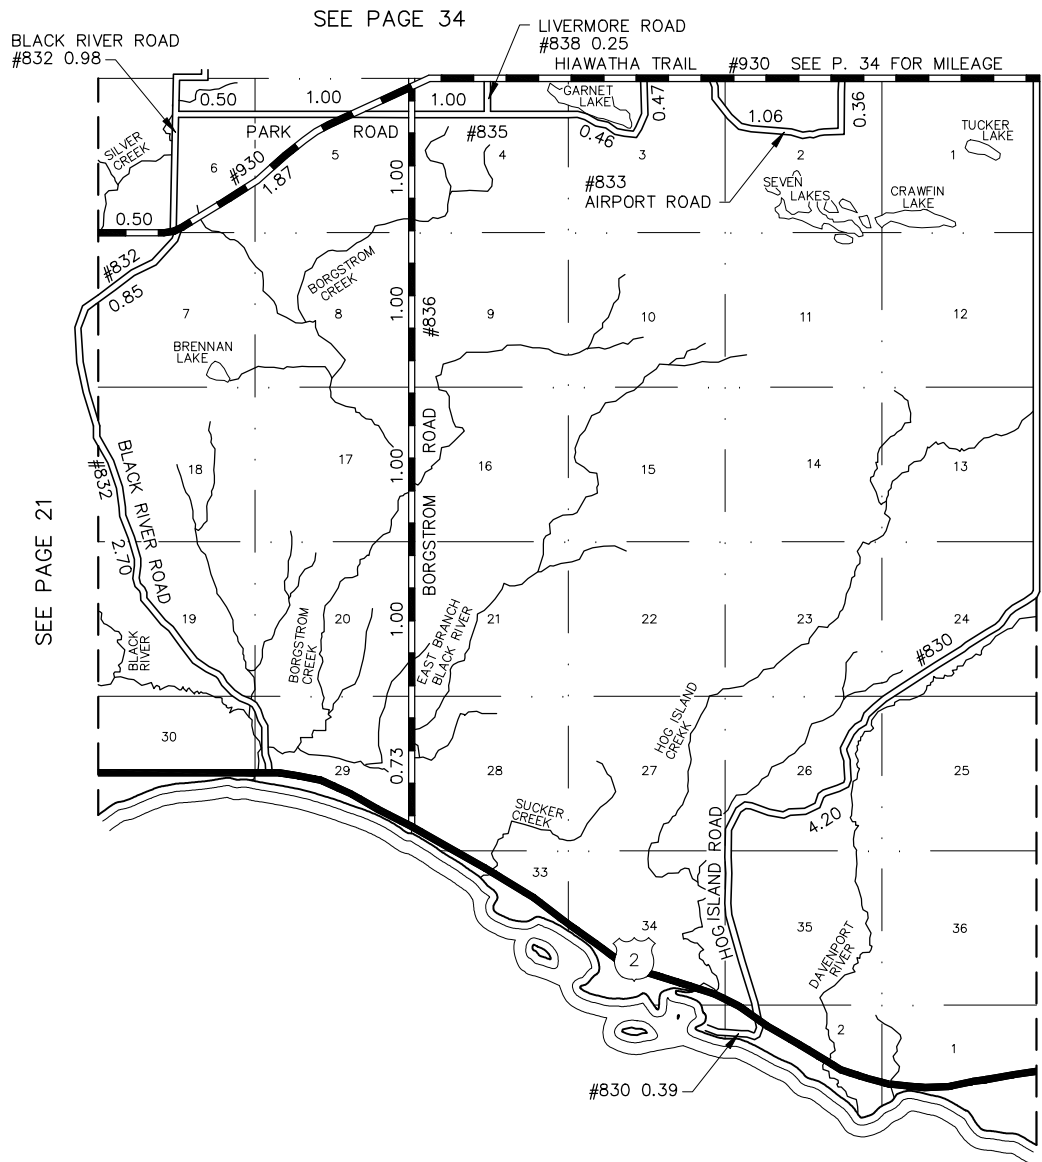 SEE PAGE 34
BLACK RIVER ROAD
#832 0.98
LIVERMORE ROAD
#838 0.25
HIAWATHA TRAIL #930 SEE P. 34 FOR MILEAGE
0.50
1.00
1.00
GARNET
LAKE
0.47
1.06
0.36
PARK ROAD
#835
0.46
TUCKER
LAKE
SILVER
CREEK
6
#930
1.87
5
4
3
2
1
1.00
#833
AIRPORT ROAD
SEVEN
LAKES
CRAWFIN
LAKE
0.50
#832
0.85
BORGSTROM
CREEK
7
8
1.00
#836
9
10
11
12
BRENNAN
LAKE
BLACK RIVER ROAD
#832
2.70
18
17
1.00
BORGSTROM ROAD
16
15
14
13
SEE PAGE 21
19
20
1.00
21
22
23
24
BLACK
RIVER
BORGSTROM
CREEK
EAST BRANCH
BLACK RIVER
#830
HOG ISLAND
CREKK
30
29
0.73
28
27
26
25
SUCKER
CREEK
4.20
HOG ISLAND ROAD
33
34
35
36
DAVENPORT
RIVER
2
2
1
#830 0.39